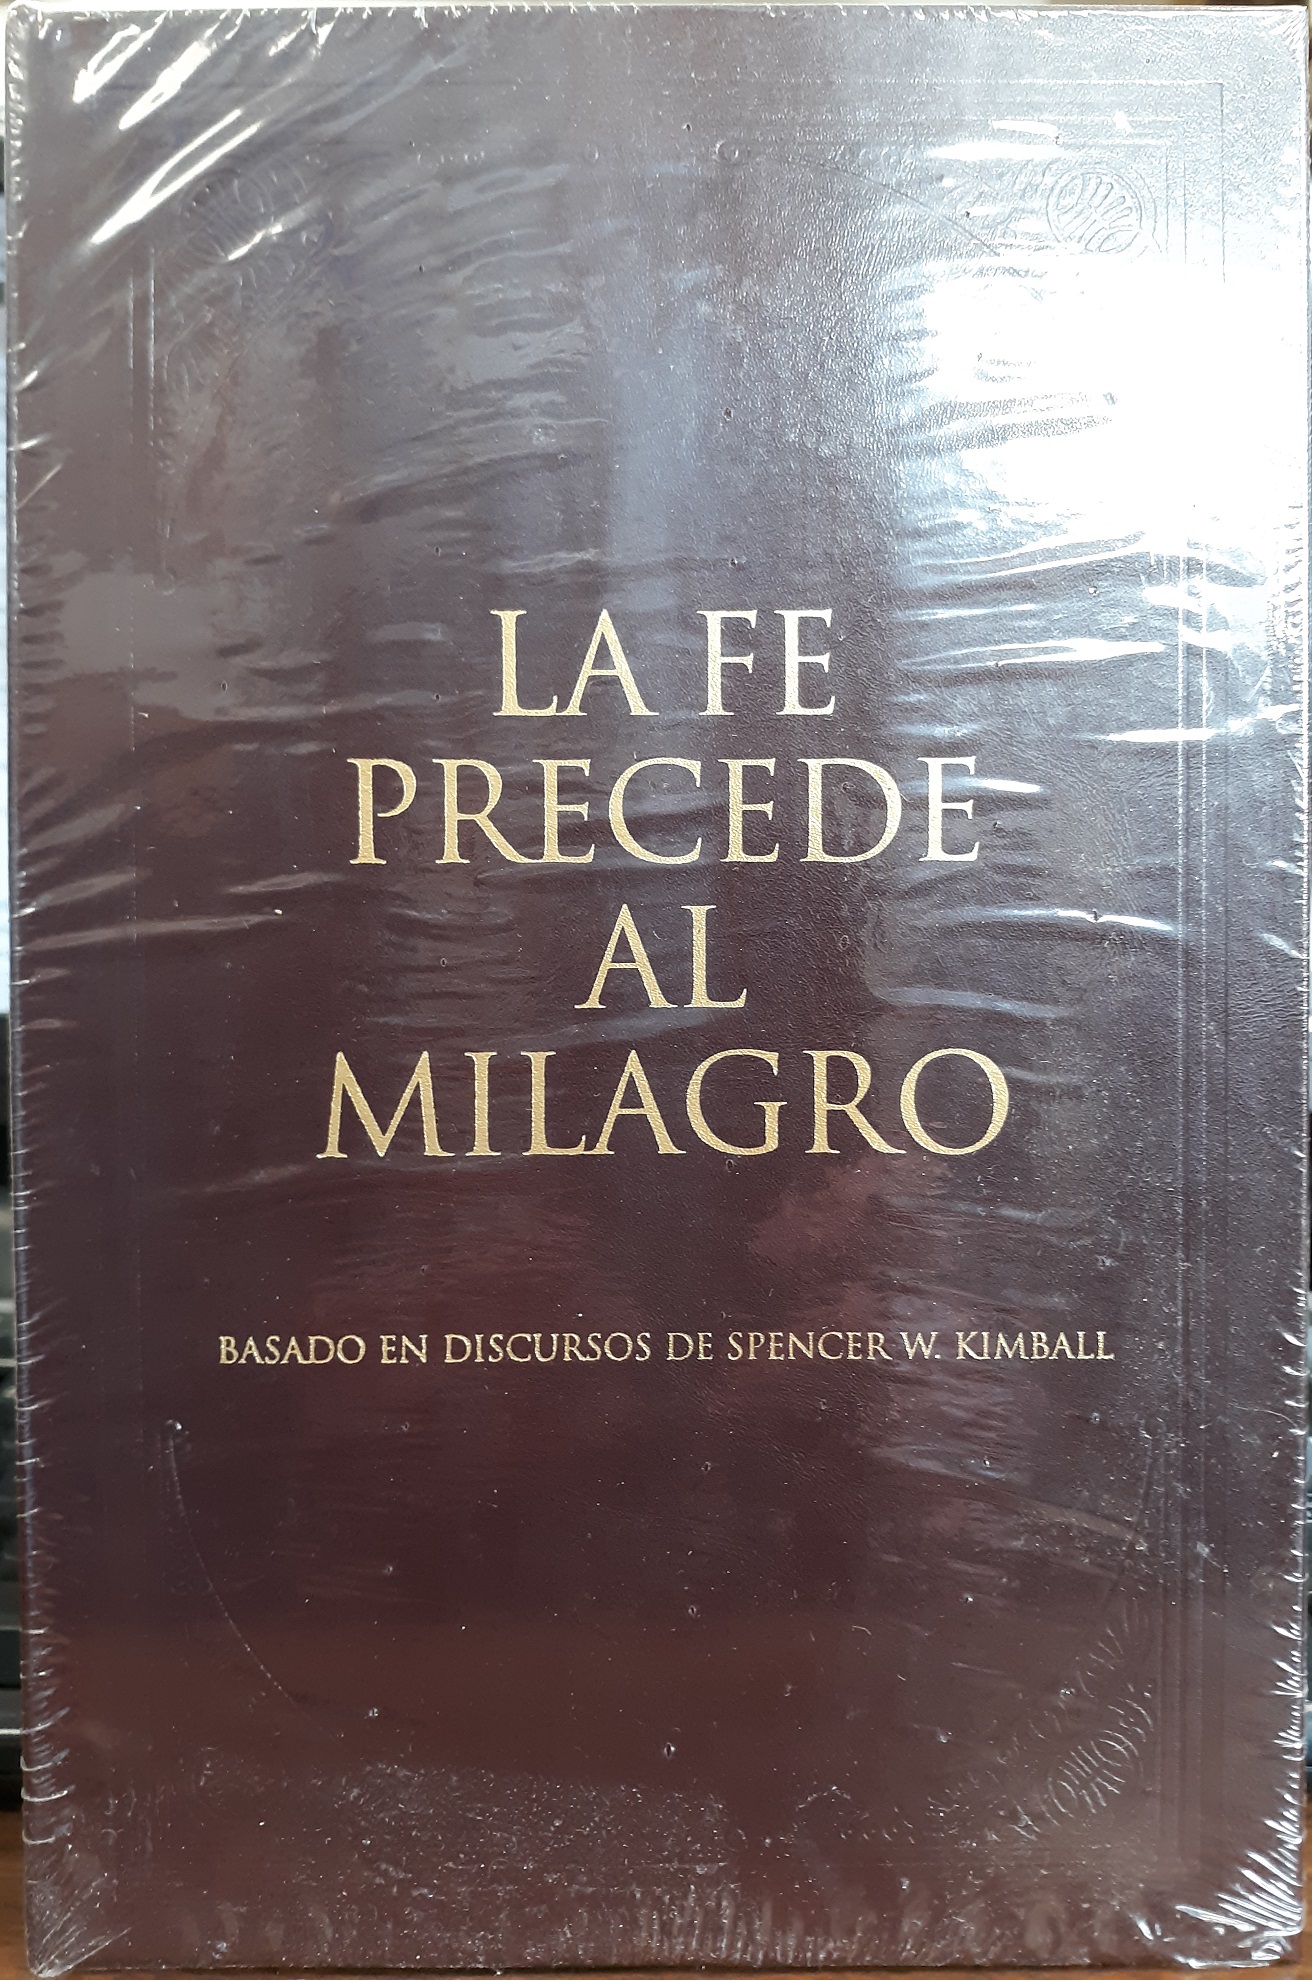 LA FE
PRECEDE
AL
MILAGRO
BASADO EN DISCURSOS DE SPENCER W. KIMBALL